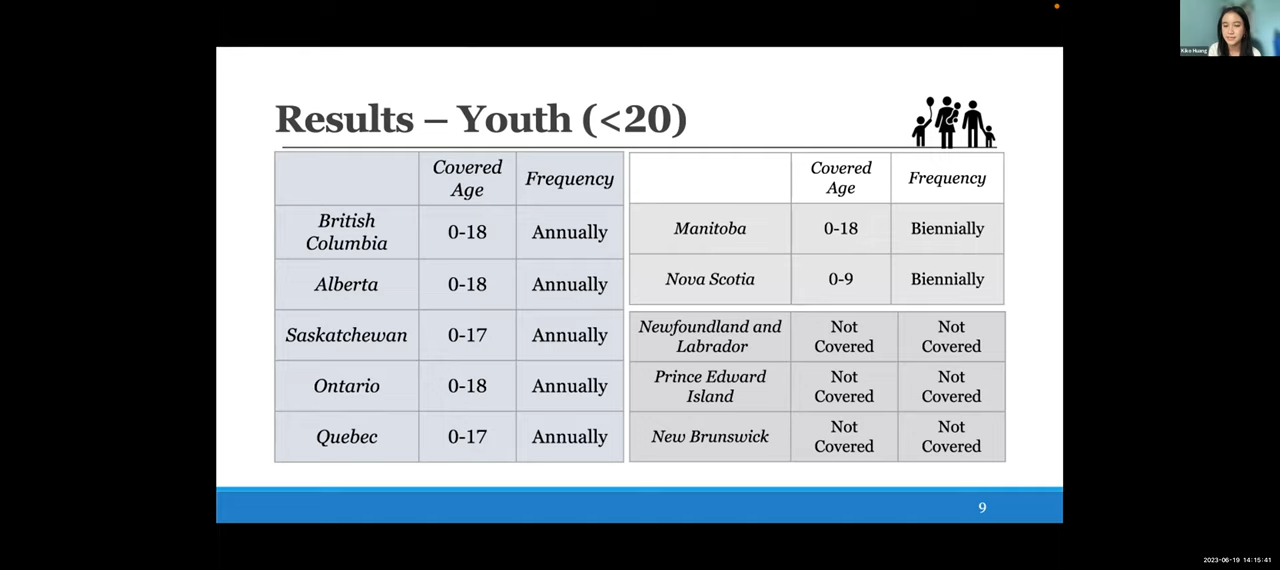 Kiko Huang
Results – Youth (<20)
Covered
Age
Frequency
British
Columbia
0-18
Annually
Alberta
0-18
Annually
Saskatchewan
0-17
Annually
Ontario
0-18
Annually
Quebec
0-17
Annually
Covered
Age
Frequency
Manitoba
0-18
Biennially
Nova Scotia
0-9
Biennially
Newfoundland and
Labrador
Not
Covered
Not
Covered
Prince Edward
Island
Not
Covered
Not
Covered
New Brunswick
Not
Covered
Not
Covered
9
2023-06-19 14:15:41